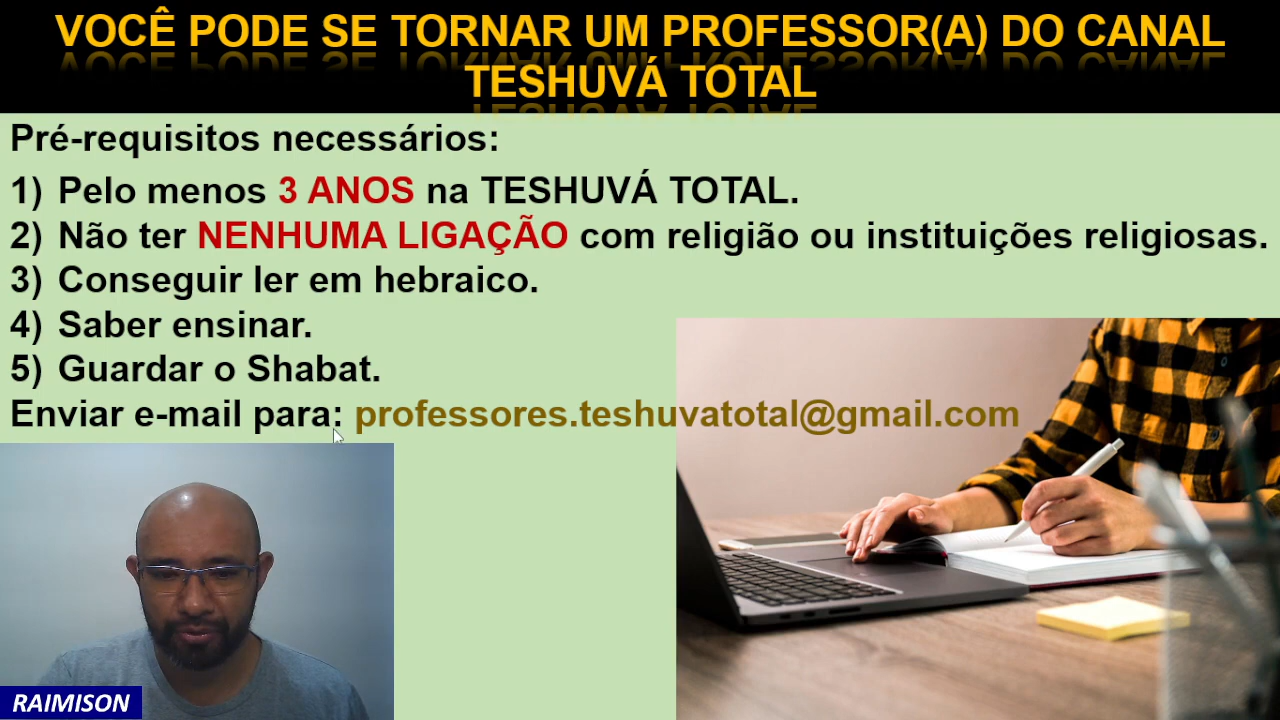 VOCÊ PODE SE TORNAR UM PROFESSOR(A) DO CANAL
TESHUVÁ TOTAL
Pré-requisitos necessários:
1) Pelo menos 3 ANOS na TESHUVÁ TOTAL.
2) Não ter NENHUMA LIGAÇÃO com religião ou instituições religiosas.
3) Conseguir ler em hebraico.
4) Saber ensinar.
5) Guardar o Shabat.
Enviar e-mail para: professores.teshuvatotal@gmail.com
RAIMISON